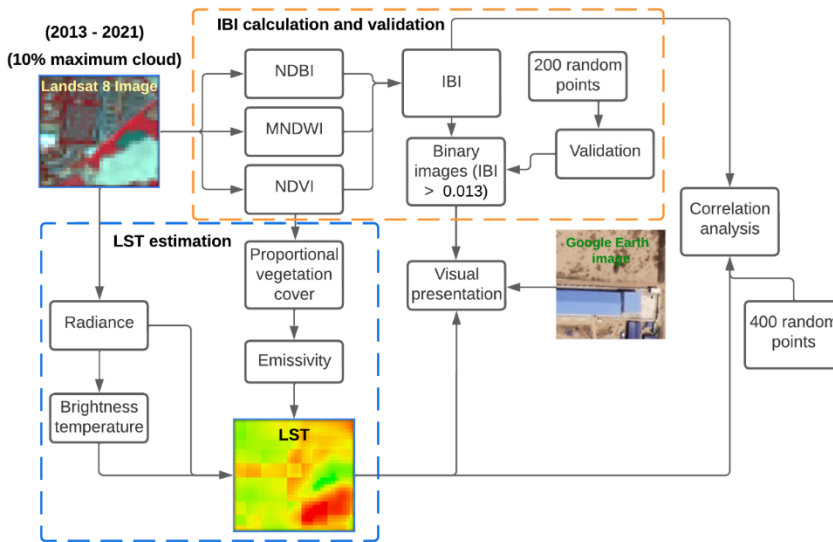 (2013 - 2021)
(10% maximum cloud)
Landsat 8 Image
IBI calculation and validation
NDBI
MNDWI
NDVI
IBI
200 random
points
Binary
images (IBI
> 0.013)
Validation
Correlation
analysis
LST estimation
Proportional
vegetation
cover
Visual
presentation
Google Earth
image
Radiance
Emissivity
400 random
points
Brightness
temperature
LST